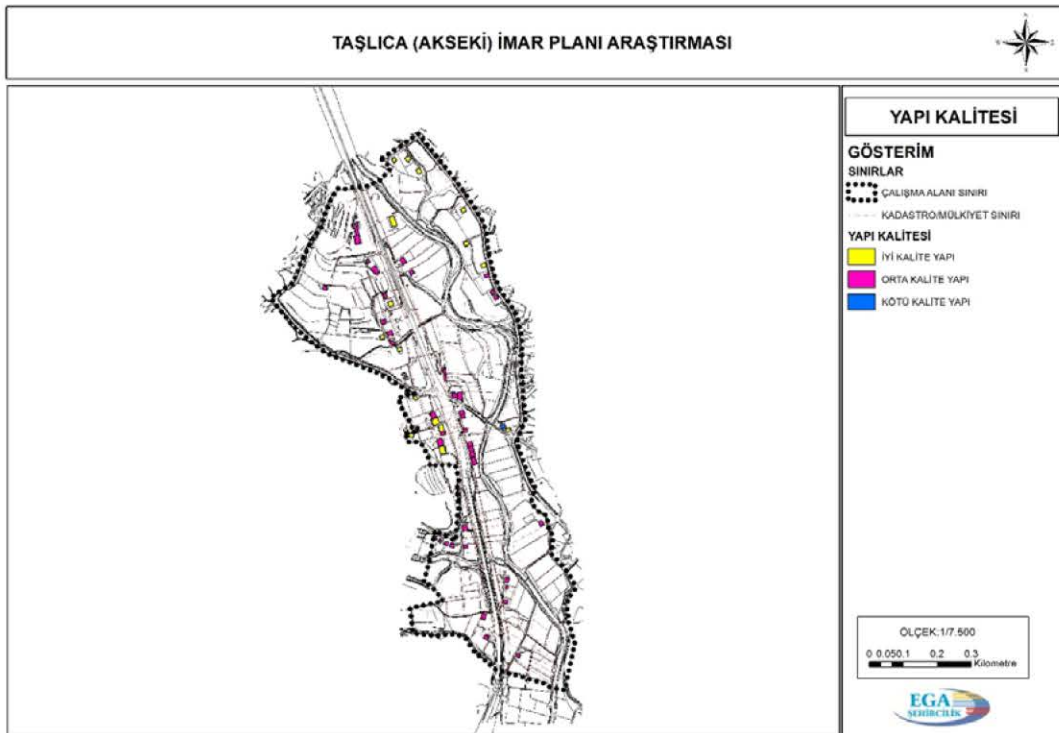 TAŞLICA (AKSEKİ) İMAR PLANI ARAŞTIRMASI
YAPI KALİTESİ
GÖSTERİM
SINIRLAR
ÇALIŞMA ALANI SINIRI
KADASTRO/MÜLKİYET SINIRI
YAPI KALİTESİ
İYİ KALİTE YAPI
ORTA KALİTE YAPI
KÖTÜ KALİTE YAPI
ÖLÇEK:1/7.500
0 0.050.1 0.2 0.3
Kilometre
EGA
ŞEHİRCİLİK